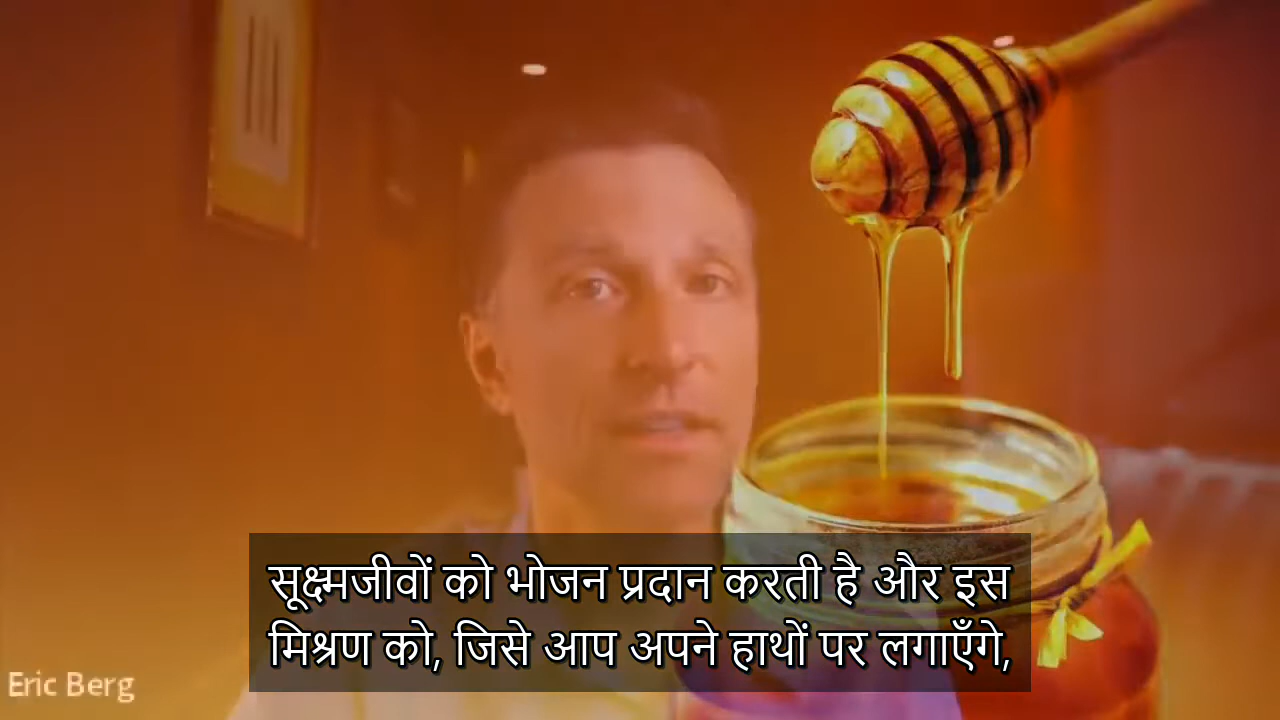 सूक्ष्मजीवों को भोजन प्रदान करती है और इस
मिश्रण को, जिसे आप अपने हाथों पर लगाएँगे,
Eric Berg